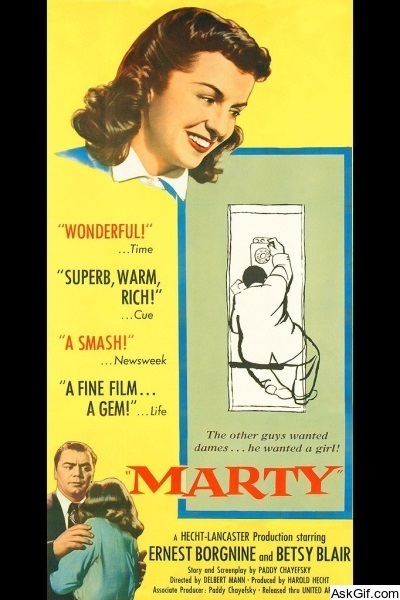 "WONDERFUL!"
...Time
"SUPERB, WARM,
RICH!"
...Cue
"A SMASH!"
...Newsweek
"A FINE FILM...
A GEM!"...Life
The other guys wanted
dames...he wanted a girl!
"MARTY"
A HECHT-LANCASTER Production starring
ERNEST BORGNINE and BETSY BLAIR
Story and Screenplay by PADDY CHAYEFSKY
Directed by DELBERT MANN · Produced by HAROLD HECHT
Associate Producer: Paddy Chayefsky · Released thru UNITED
AskGif.com